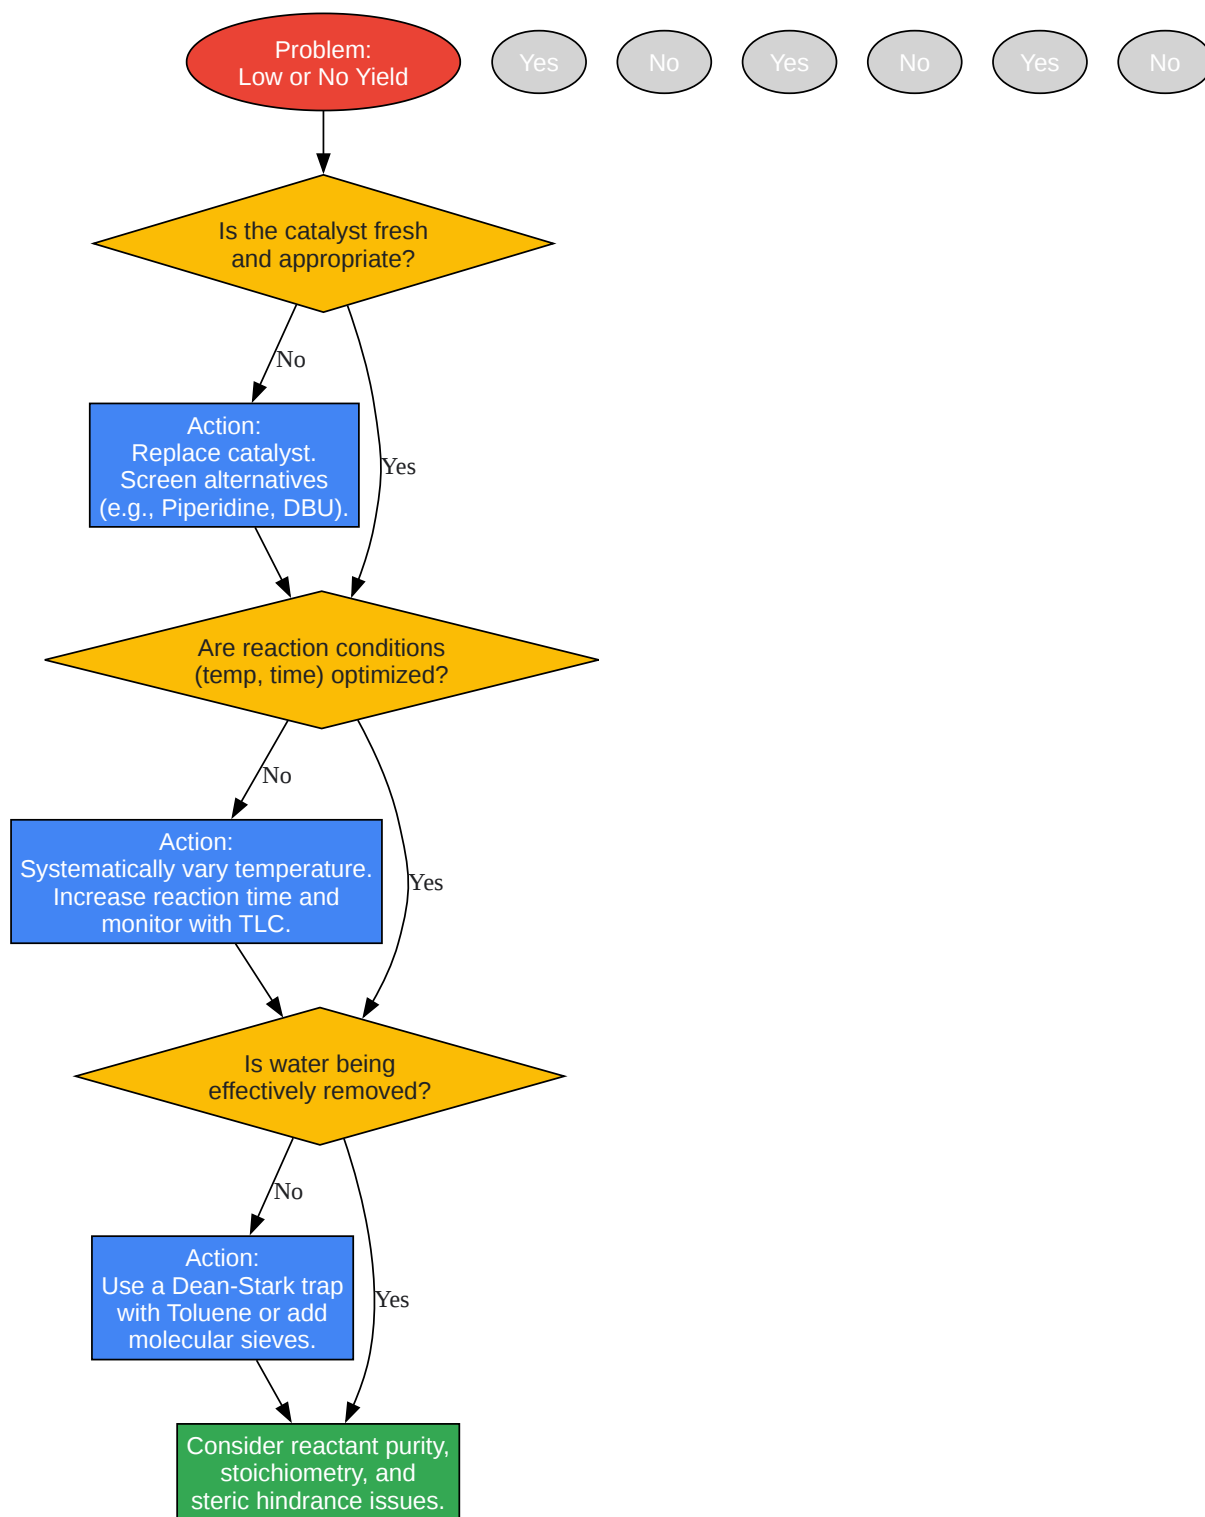 Problem:
Low or No Yield
Yes
No
Yes
No
Yes
No
Is the catalyst fresh
and appropriate?
No
Action:
Replace catalyst.
Screen alternatives
(e.g., Piperidine, DBU).
Yes
Are reaction conditions
(temp, time) optimized?
No
Action:
Systematically vary temperature.
Increase reaction time and
monitor with TLC.
Yes
Is water being
effectively removed?
No
Action:
Use a Dean-Stark trap
with Toluene or add
molecular sieves.
Yes
Consider reactant purity,
stoichiometry, and
steric hindrance issues.